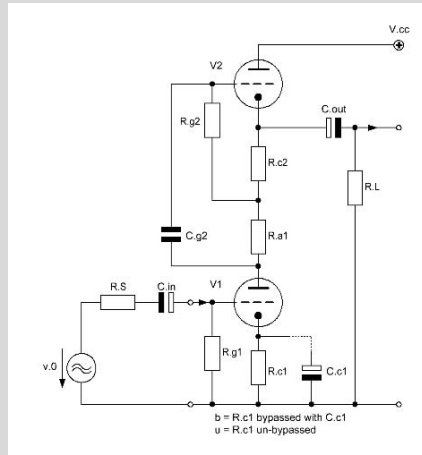 V.cc
V2
C.out
R.g2
R.c2
R.L
C.g2
R.a1
R.S
C.in
V1
v.0
R.g1
R.c1
C.c1
b = R.c1 bypassed with C.c1
u = R.c1 un-bypassed